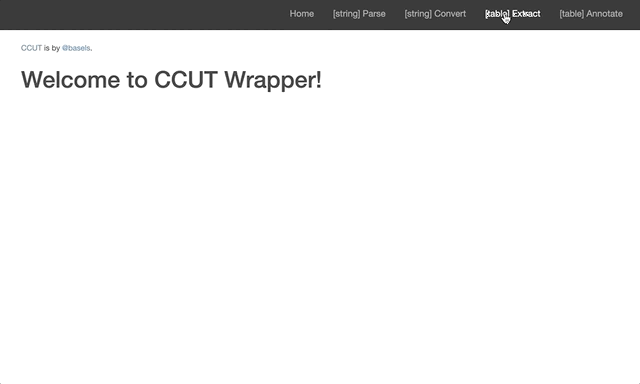 Home [string] Parse [string] Convert [table] Extract [table] Annotate
CCUT is by @basels.
Welcome to CCUT Wrapper!